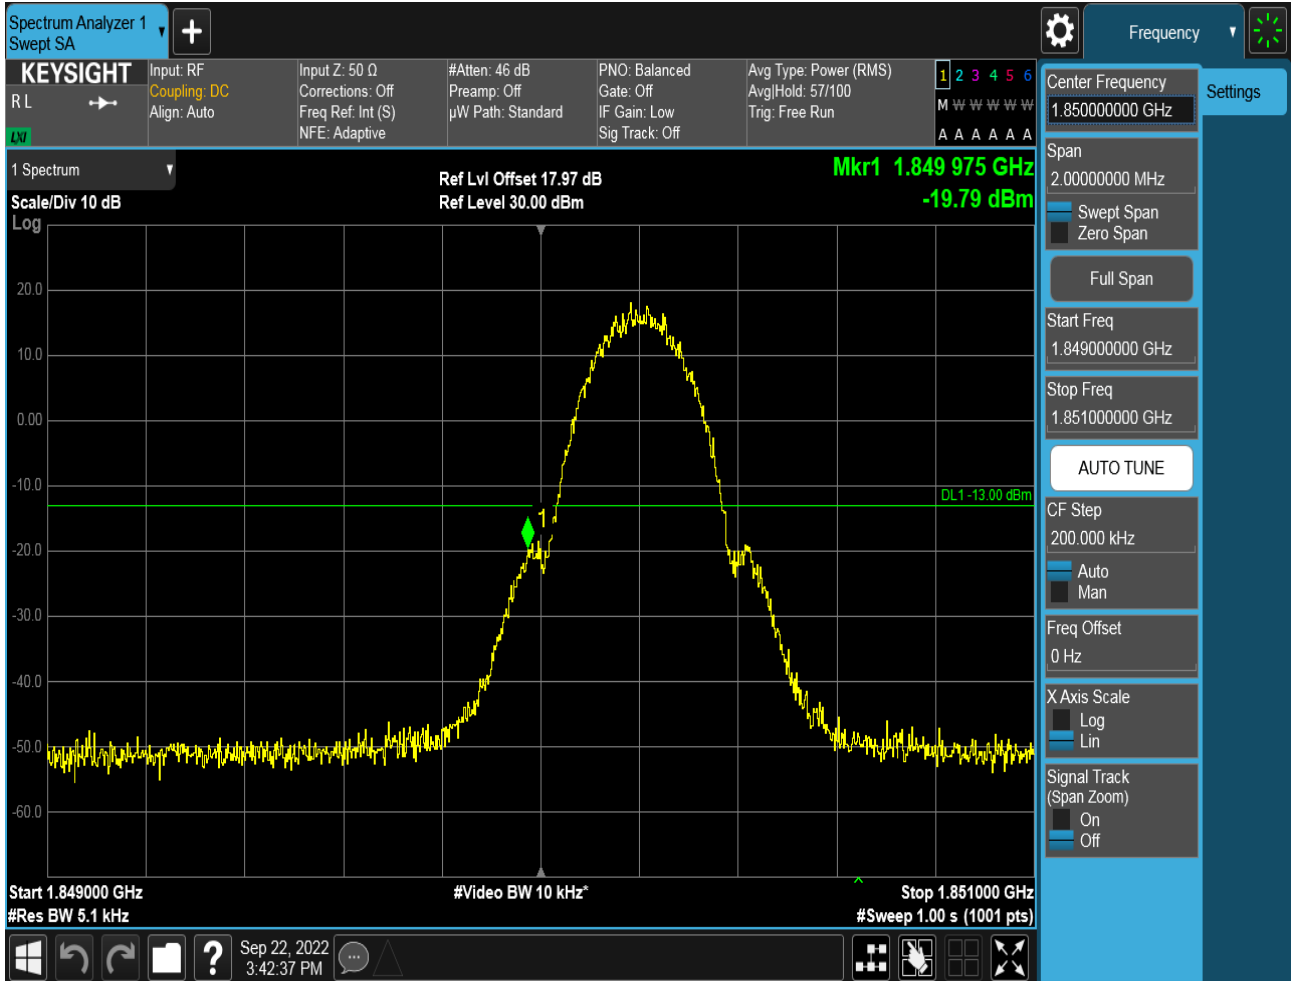 Spectrum Analyzer 1
Swept SA
Frequency
KEYSIGHT
R L
LXI
Input: RF
Coupling: DC
Align: Auto
Input Z: 50 Ω
Corrections: Off
Freq Ref: Int (S)
NFE: Adaptive
#Atten: 46 dB
Preamp: Off
µW Path: Standard
PNO: Balanced
Gate: Off
IF Gain: Low
Sig Track: Off
Avg Type: Power (RMS)
Avg|Hold: 57/100
Trig: Free Run
1 2 3 4 5 6
M W W W W W
A A A A A A
1 Spectrum
Scale/Div 10 dB
Log
Ref Lvl Offset 17.97 dB
Ref Level 30.00 dBm
Mkr1 1.849 975 GHz
-19.79 dBm
20.0
10.0
0.00
-10.0
DL1 -13.00 dBm
1
-20.0
-30.0
-40.0
-50.0
-60.0
Start 1.849000 GHz
#Video BW 10 kHz*
Stop 1.851000 GHz
#Res BW 5.1 kHz
#Sweep 1.00 s (1001 pts)
?
Sep 22, 2022
3:42:37 PM
Center Frequency
1.850000000 GHz
Settings
Span
2.00000000 MHz
Swept Span
Zero Span
Full Span
Start Freq
1.849000000 GHz
Stop Freq
1.851000000 GHz
AUTO TUNE
CF Step
200.000 kHz
Auto
Man
Freq Offset
0 Hz
X Axis Scale
Log
Lin
Signal Track
(Span Zoom)
On
Off